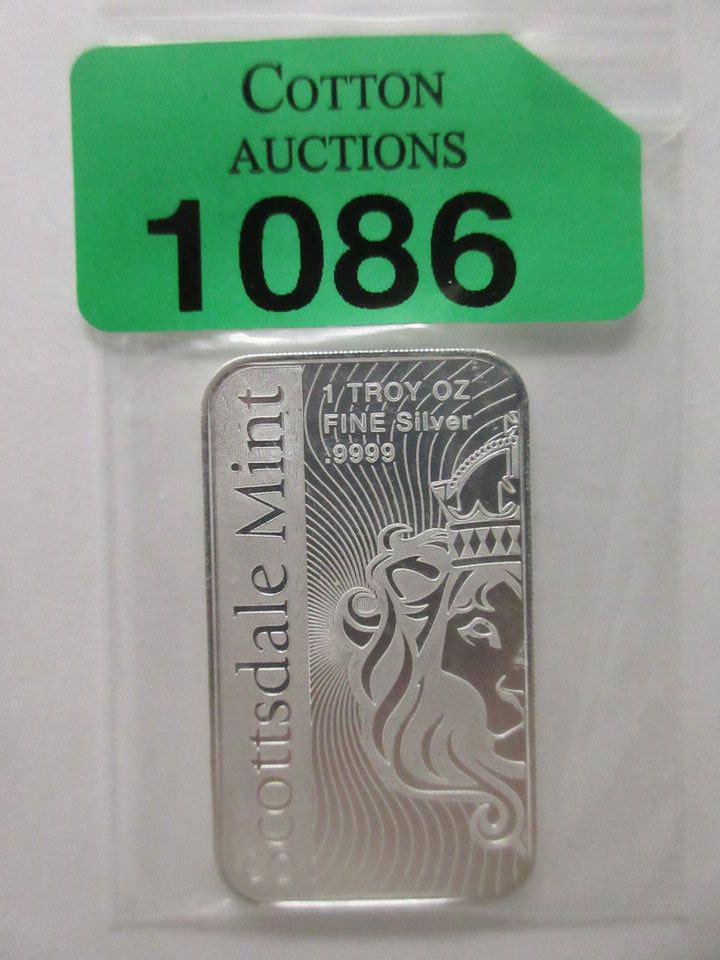 COTTON
AUCTIONS
1086
1 TROY OZ
FINE Silver
.9999
Scottsdale Mint